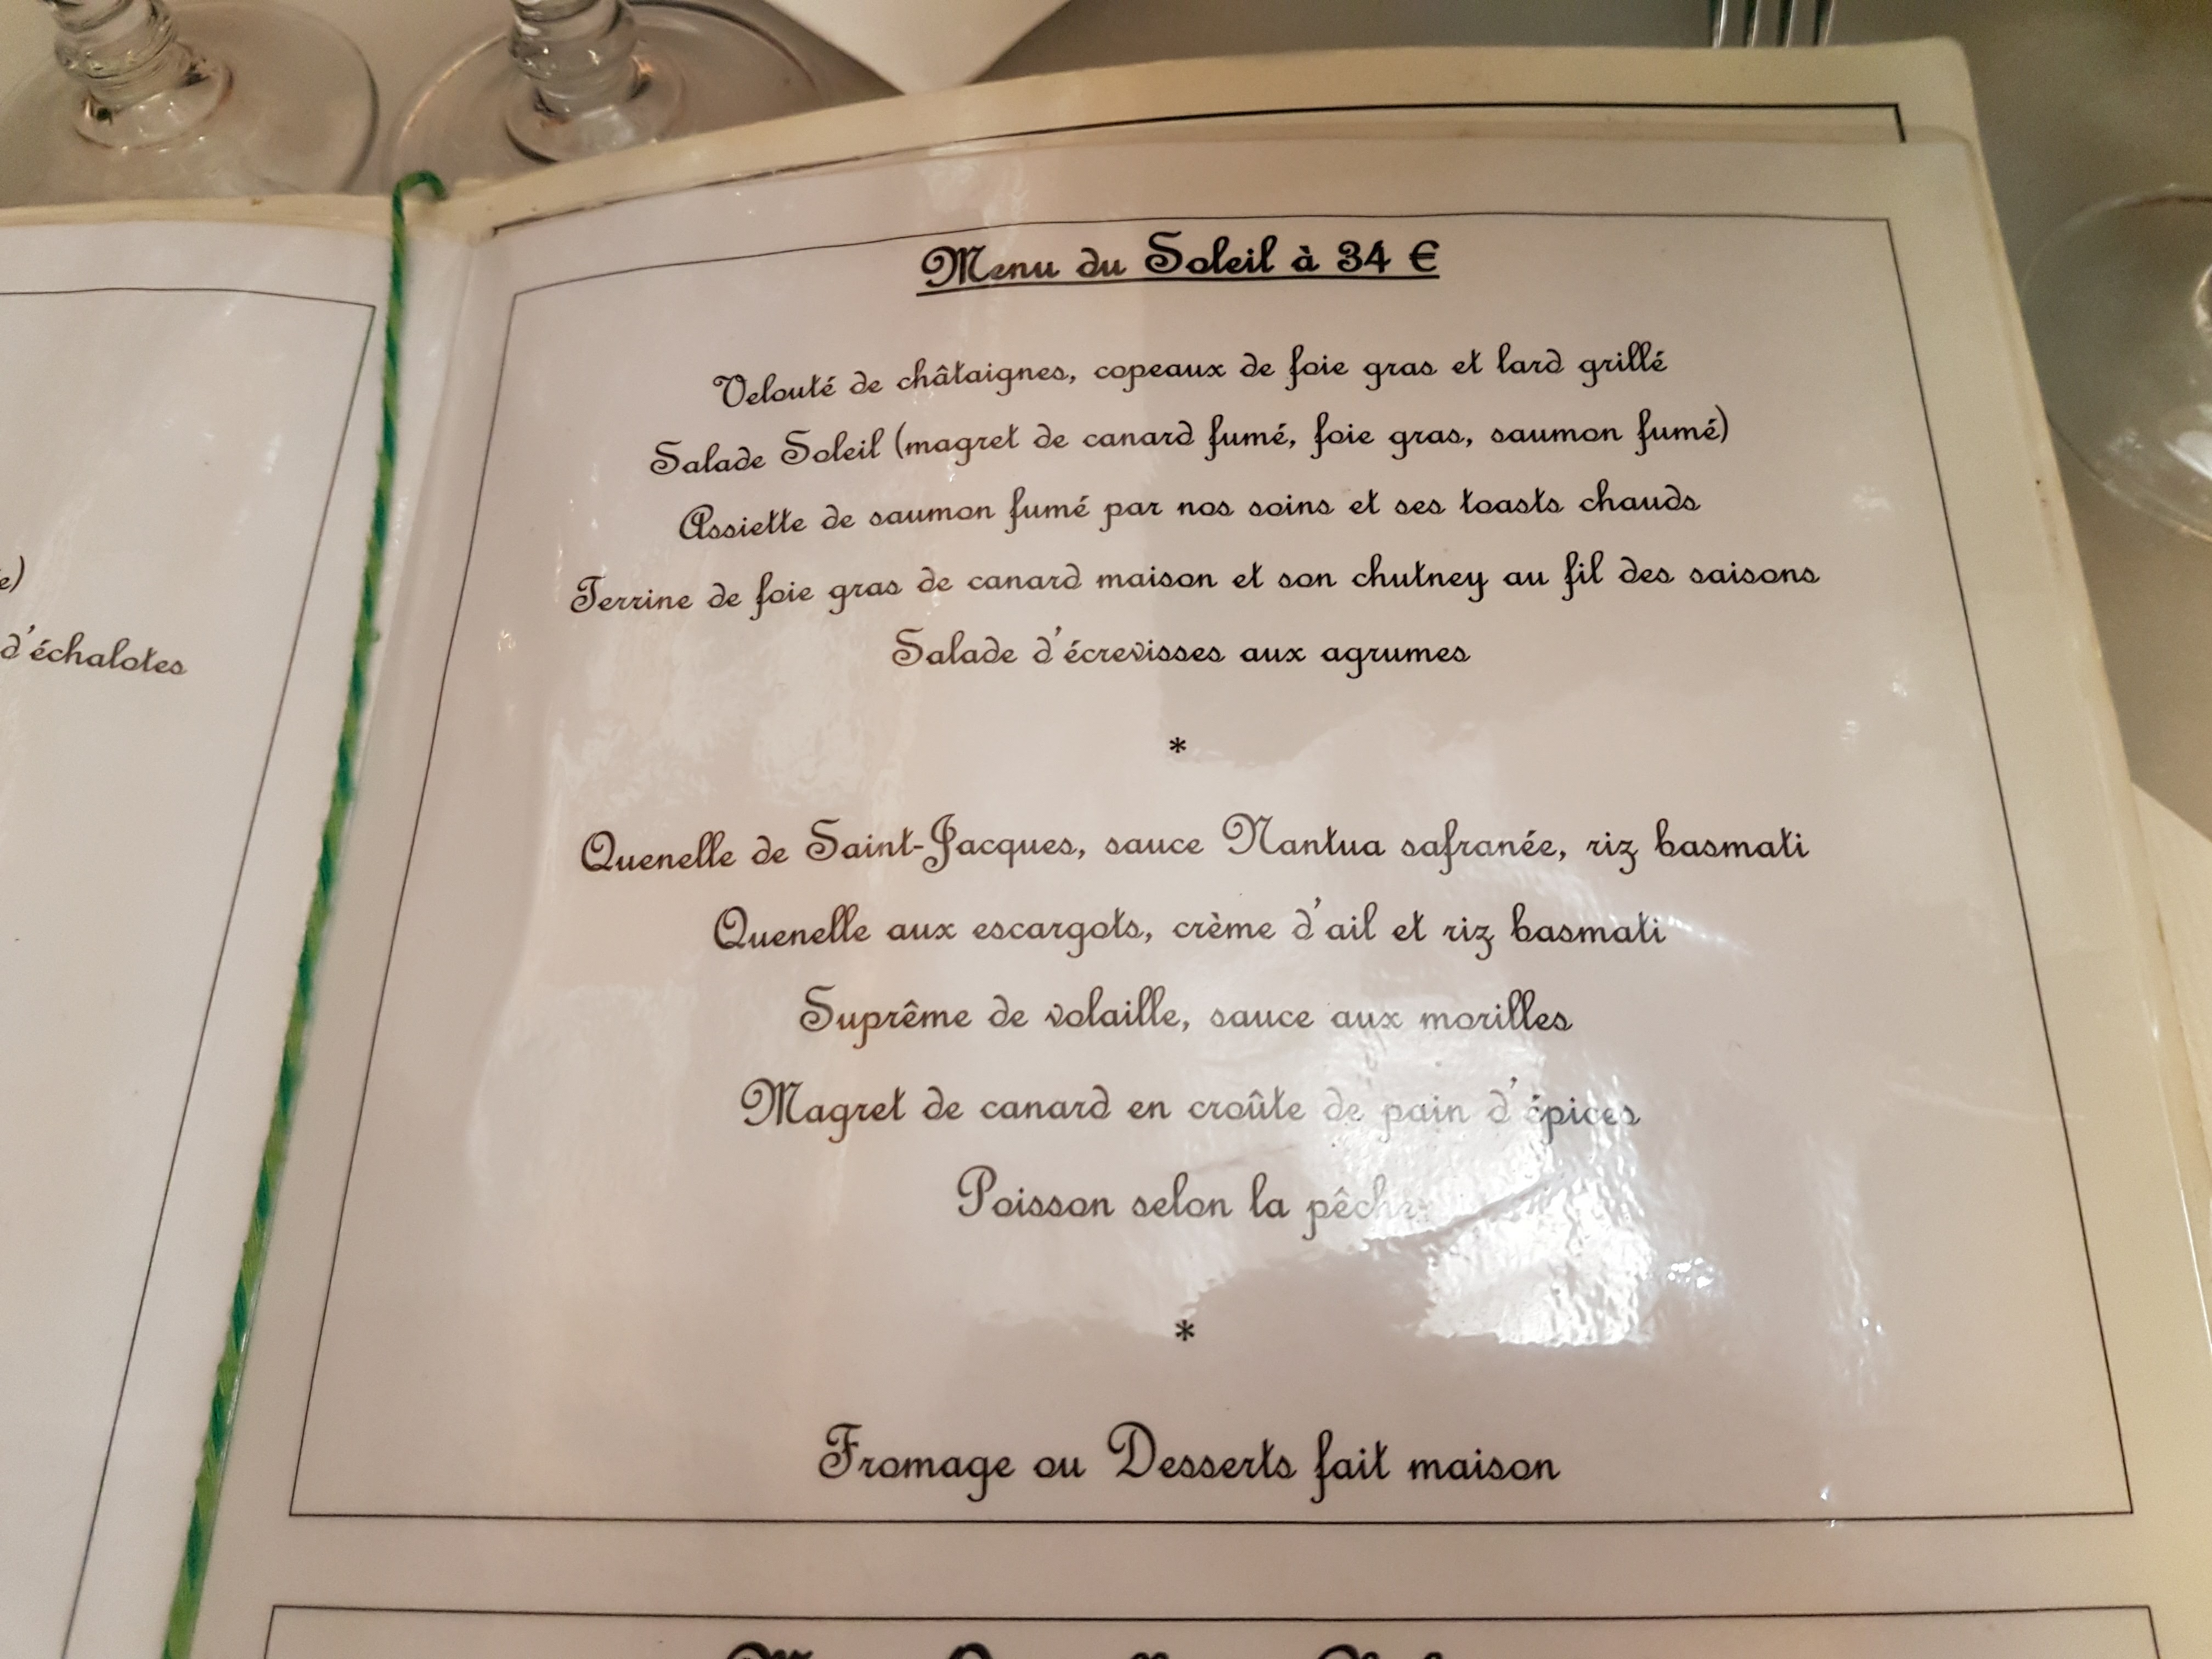 e)
d'échalotes
Menu du Soleil à 34 €
Velouté de châtaignes, copeaux de foie gras et lard grillé
Salade Soleil (magret de canard fumé, foie gras, saumon fumé)
Assiette de saumon fumé par nos soins et ses toasts chauds
Terrine de foie gras de canard maison et son chutney au fil des saisons
Salade d'écrevisses aux agrumes
*
Quenelle de Saint-Jacques, sauce Nantua safranée, riz basmati
Quenelle aux escargots, crème d'ail et riz basmati
Suprême de volaille, sauce aux morilles
Magret de canard en croûte de pain d'épices
Poisson selon la pêche
*
Fromage ou Desserts fait maison